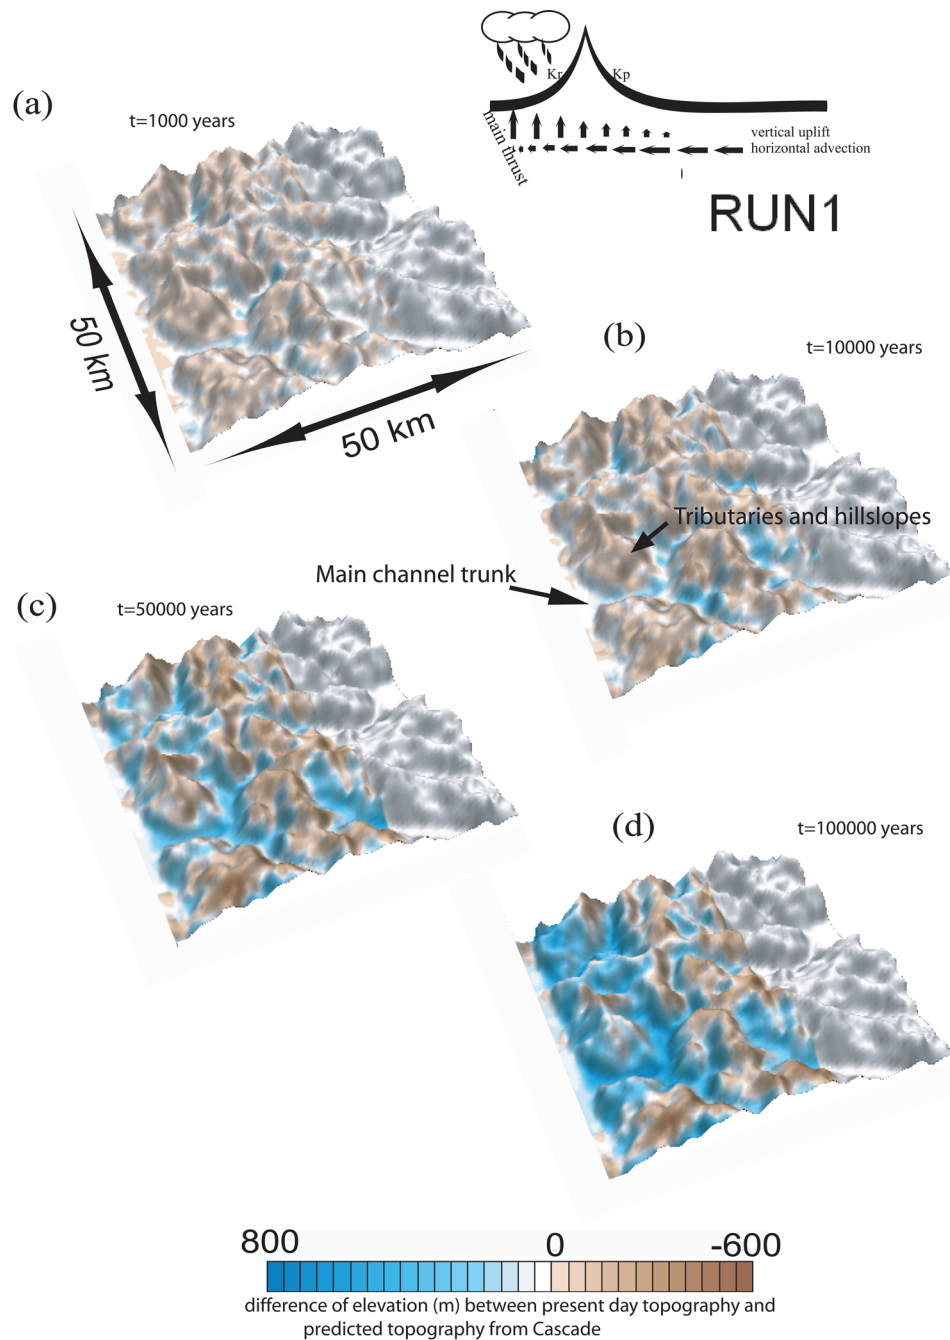 Kr
Kp
(a)
t=1000 years
main thrust
vertical uplift
horizontal advection
RUN1
50 km
50 km
(b)
t=10000 years
Tributaries and hillslopes
Main channel trunk
(c)
t=50000 years
(d)
t=100000 years
800
0
-600
difference of elevation (m) between present day topography and
predicted topography from Cascade